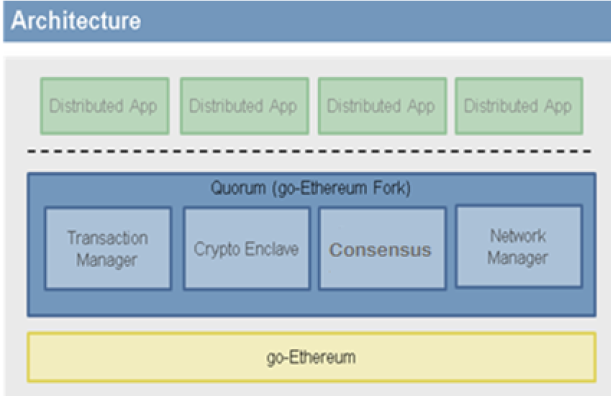 Architecture
Distributed App Distributed App Distributed App Distributed App
Quorum (go-Ethereum Fork)
Transaction
Manager
Crypto Enclave
Consensus
Network
Manager
go-Ethereum